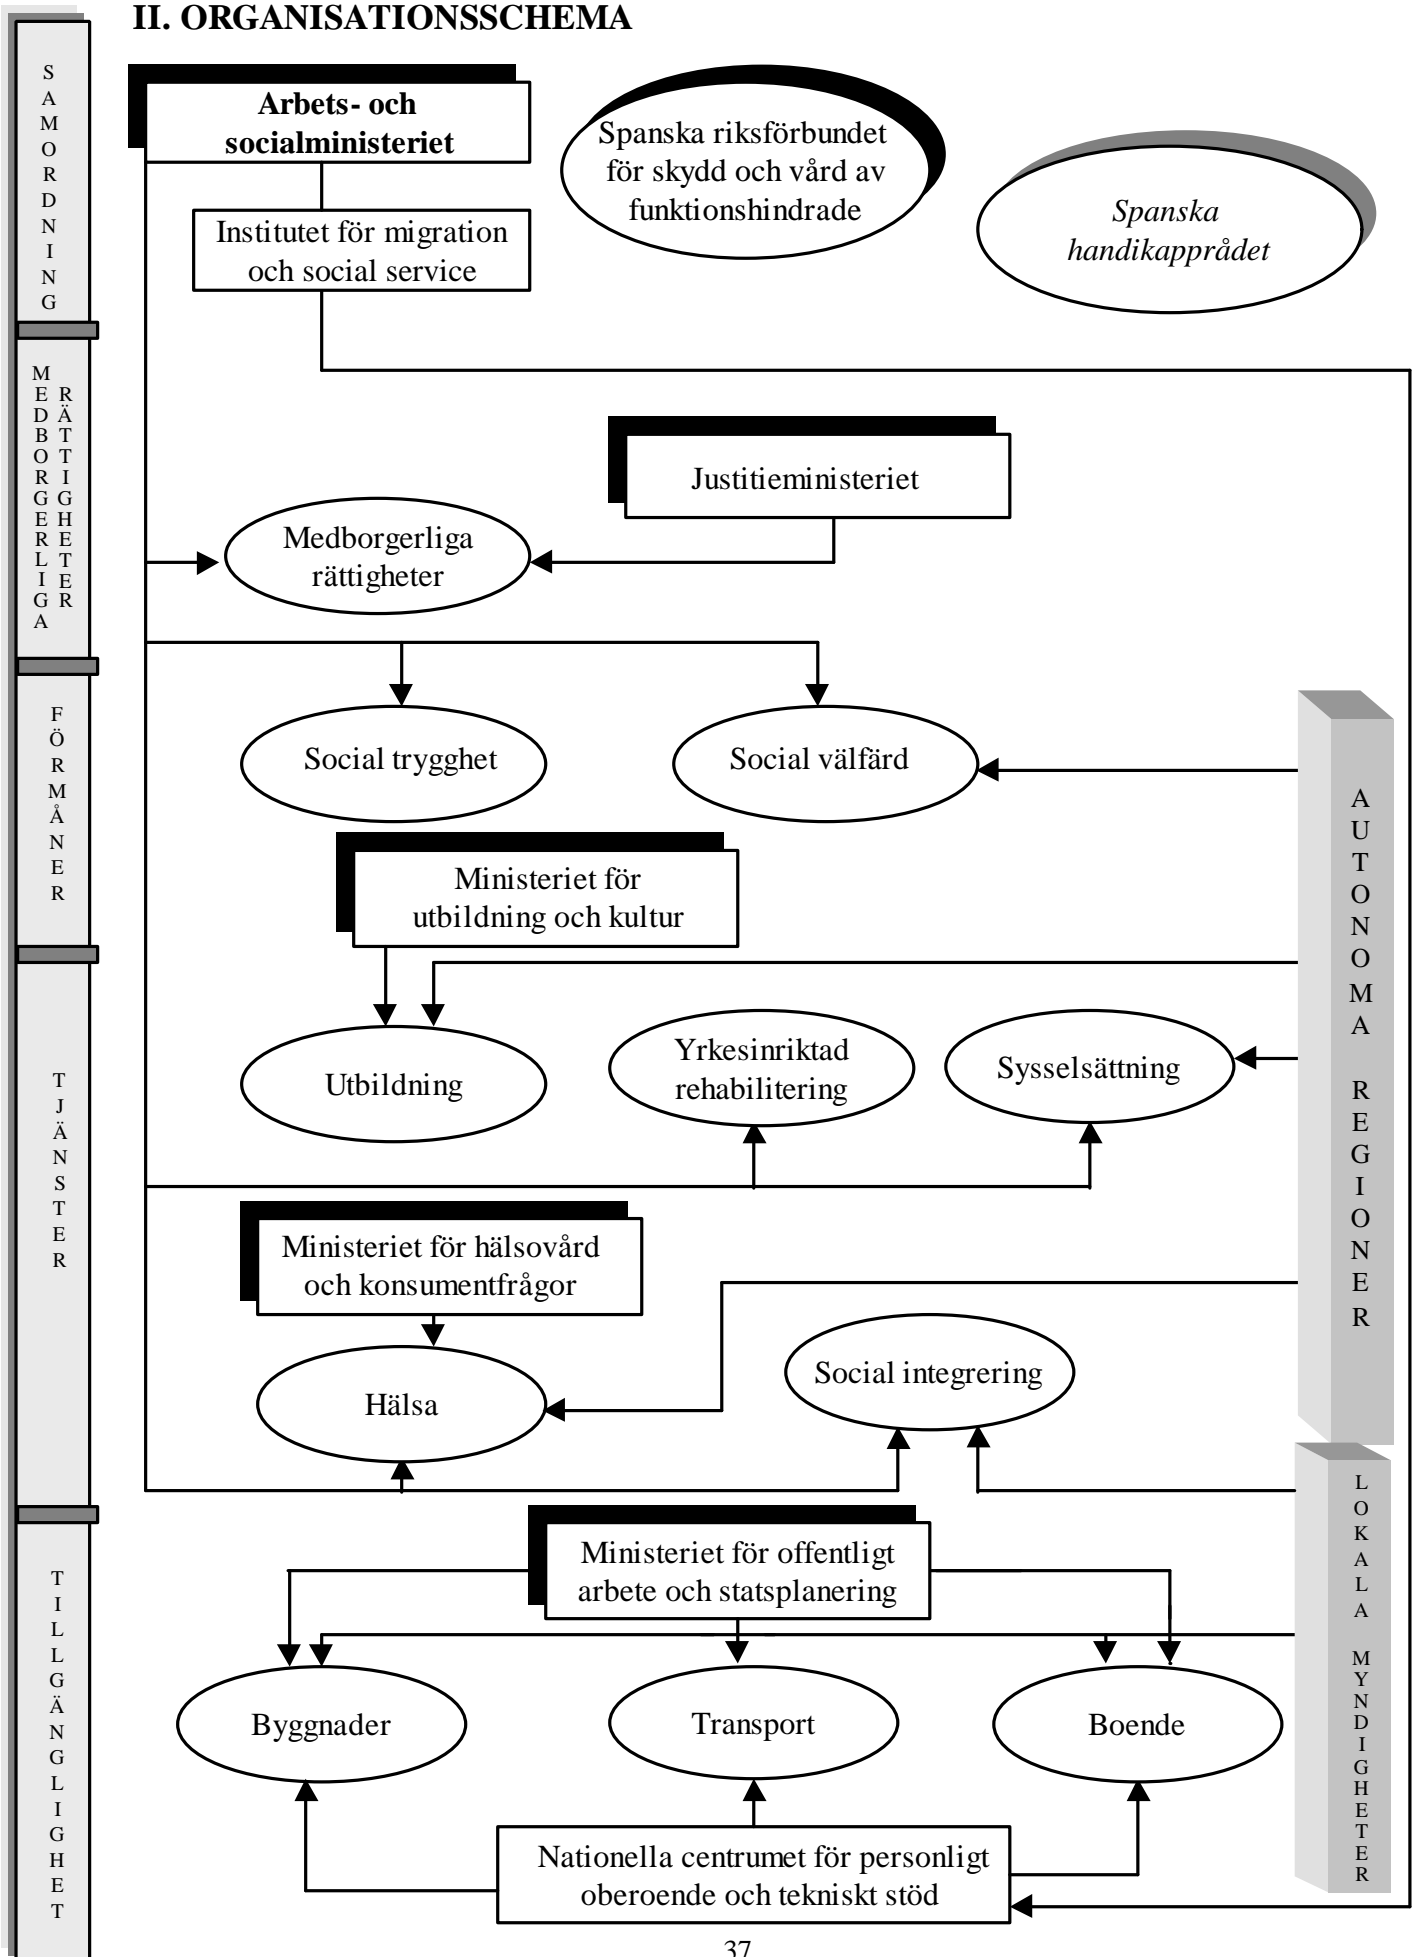 II. ORGANISATIONSSCHEMA
SAMORDNING
Arbets- och
socialministeriet
Spanska riksförbundet
för skydd och vård av
funktionshindrade
Spanska
handikapprådet
Institutet för migration
och social service
MEDBORGERLIGA
RÄTTIGHETER
Justitieministeriet
Medborgerliga
rättigheter
FÖRMÅNER
Social trygghet
Social välfärd
AUTONOMA REGIONER
Ministeriet för
utbildning och kultur
TJÄNSTER
Utbildning
Yrkesinriktad
rehabilitering
Sysselsättning
Ministeriet för hälsovård
och konsumentfrågor
Hälsa
Social integrering
LOKALA MYNDIGHETER
TILLGÄNGLIGHET
Ministeriet för offentligt
arbete och statsplanering
Byggnader
Transport
Boende
Nationella centrumet för personligt
oberoende och tekniskt stöd
37